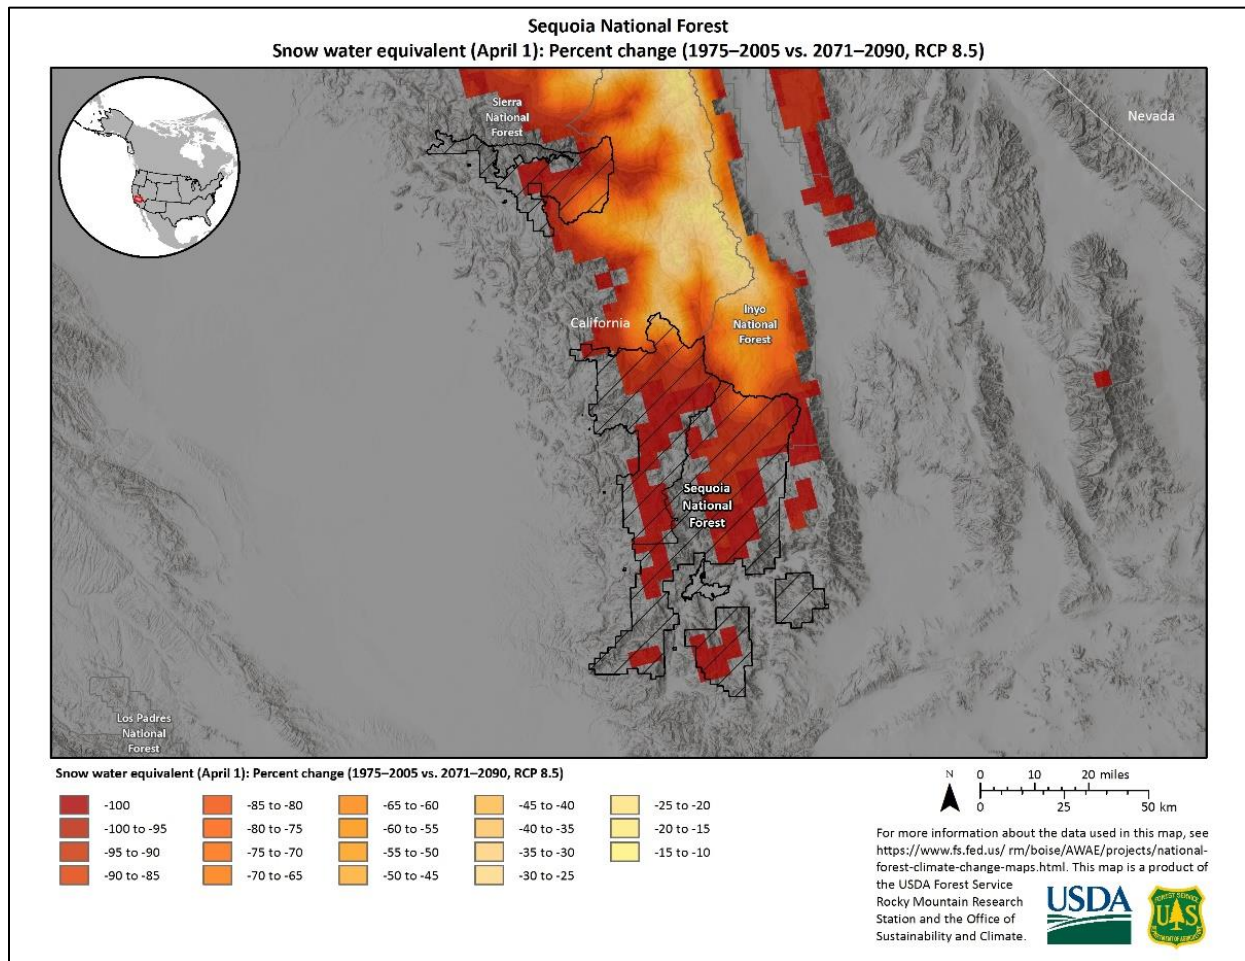 Sequoia National Forest
Snow water equivalent (April 1): Percent change (1975–2005 vs. 2071–2090, RCP 8.5)
Sierra
National
Forest
Nevada
California
Inyo
National
Forest
Sequoia
National
Forest
Los Padres
National
Forest
Snow water equivalent (April 1): Percent change (1975–2005 vs. 2071–2090, RCP 8.5)
-100
-100 to -95
-95 to -90
-90 to -85
-85 to -80
-80 to -75
-75 to -70
-70 to -65
-65 to -60
-60 to -55
-55 to -50
-50 to -45
-45 to -40
-40 to -35
-35 to -30
-30 to -25
-25 to -20
-20 to -15
-15 to -10
N
0 10 20 miles
0 25 50 km
For more information about the data used in this map, see
https://www.fs.fed.us/ rm/boise/AWAE/projects/national-
forest-climate-change-maps.html. This map is a product of
the USDA Forest Service
Rocky Mountain Research
Station and the Office of
Sustainability and Climate.
USDA
FOREST SERVICE
U S
DEPARTMENT OF AGRICULTURE